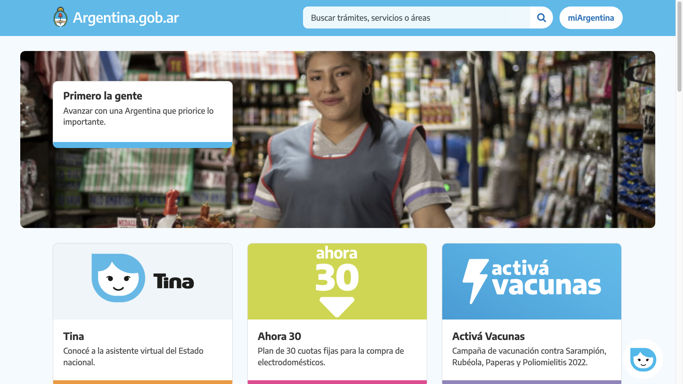 Argentina.gob.ar
Buscar trámites, servicios o áreas
miArgentina
Primero la gente
Avanzar con una Argentina que priorice lo
importante.
Tina
ahora
30
activá
vacunas
Tina
Conocé a la asistente virtual del Estado
nacional.
Ahora 30
Plan de 30 cuotas fijas para la compra de
electrodomésticos.
Activá Vacunas
Campaña de vacunación contra Sarampión,
Rubéola, Paperas y Poliomielitis 2022.